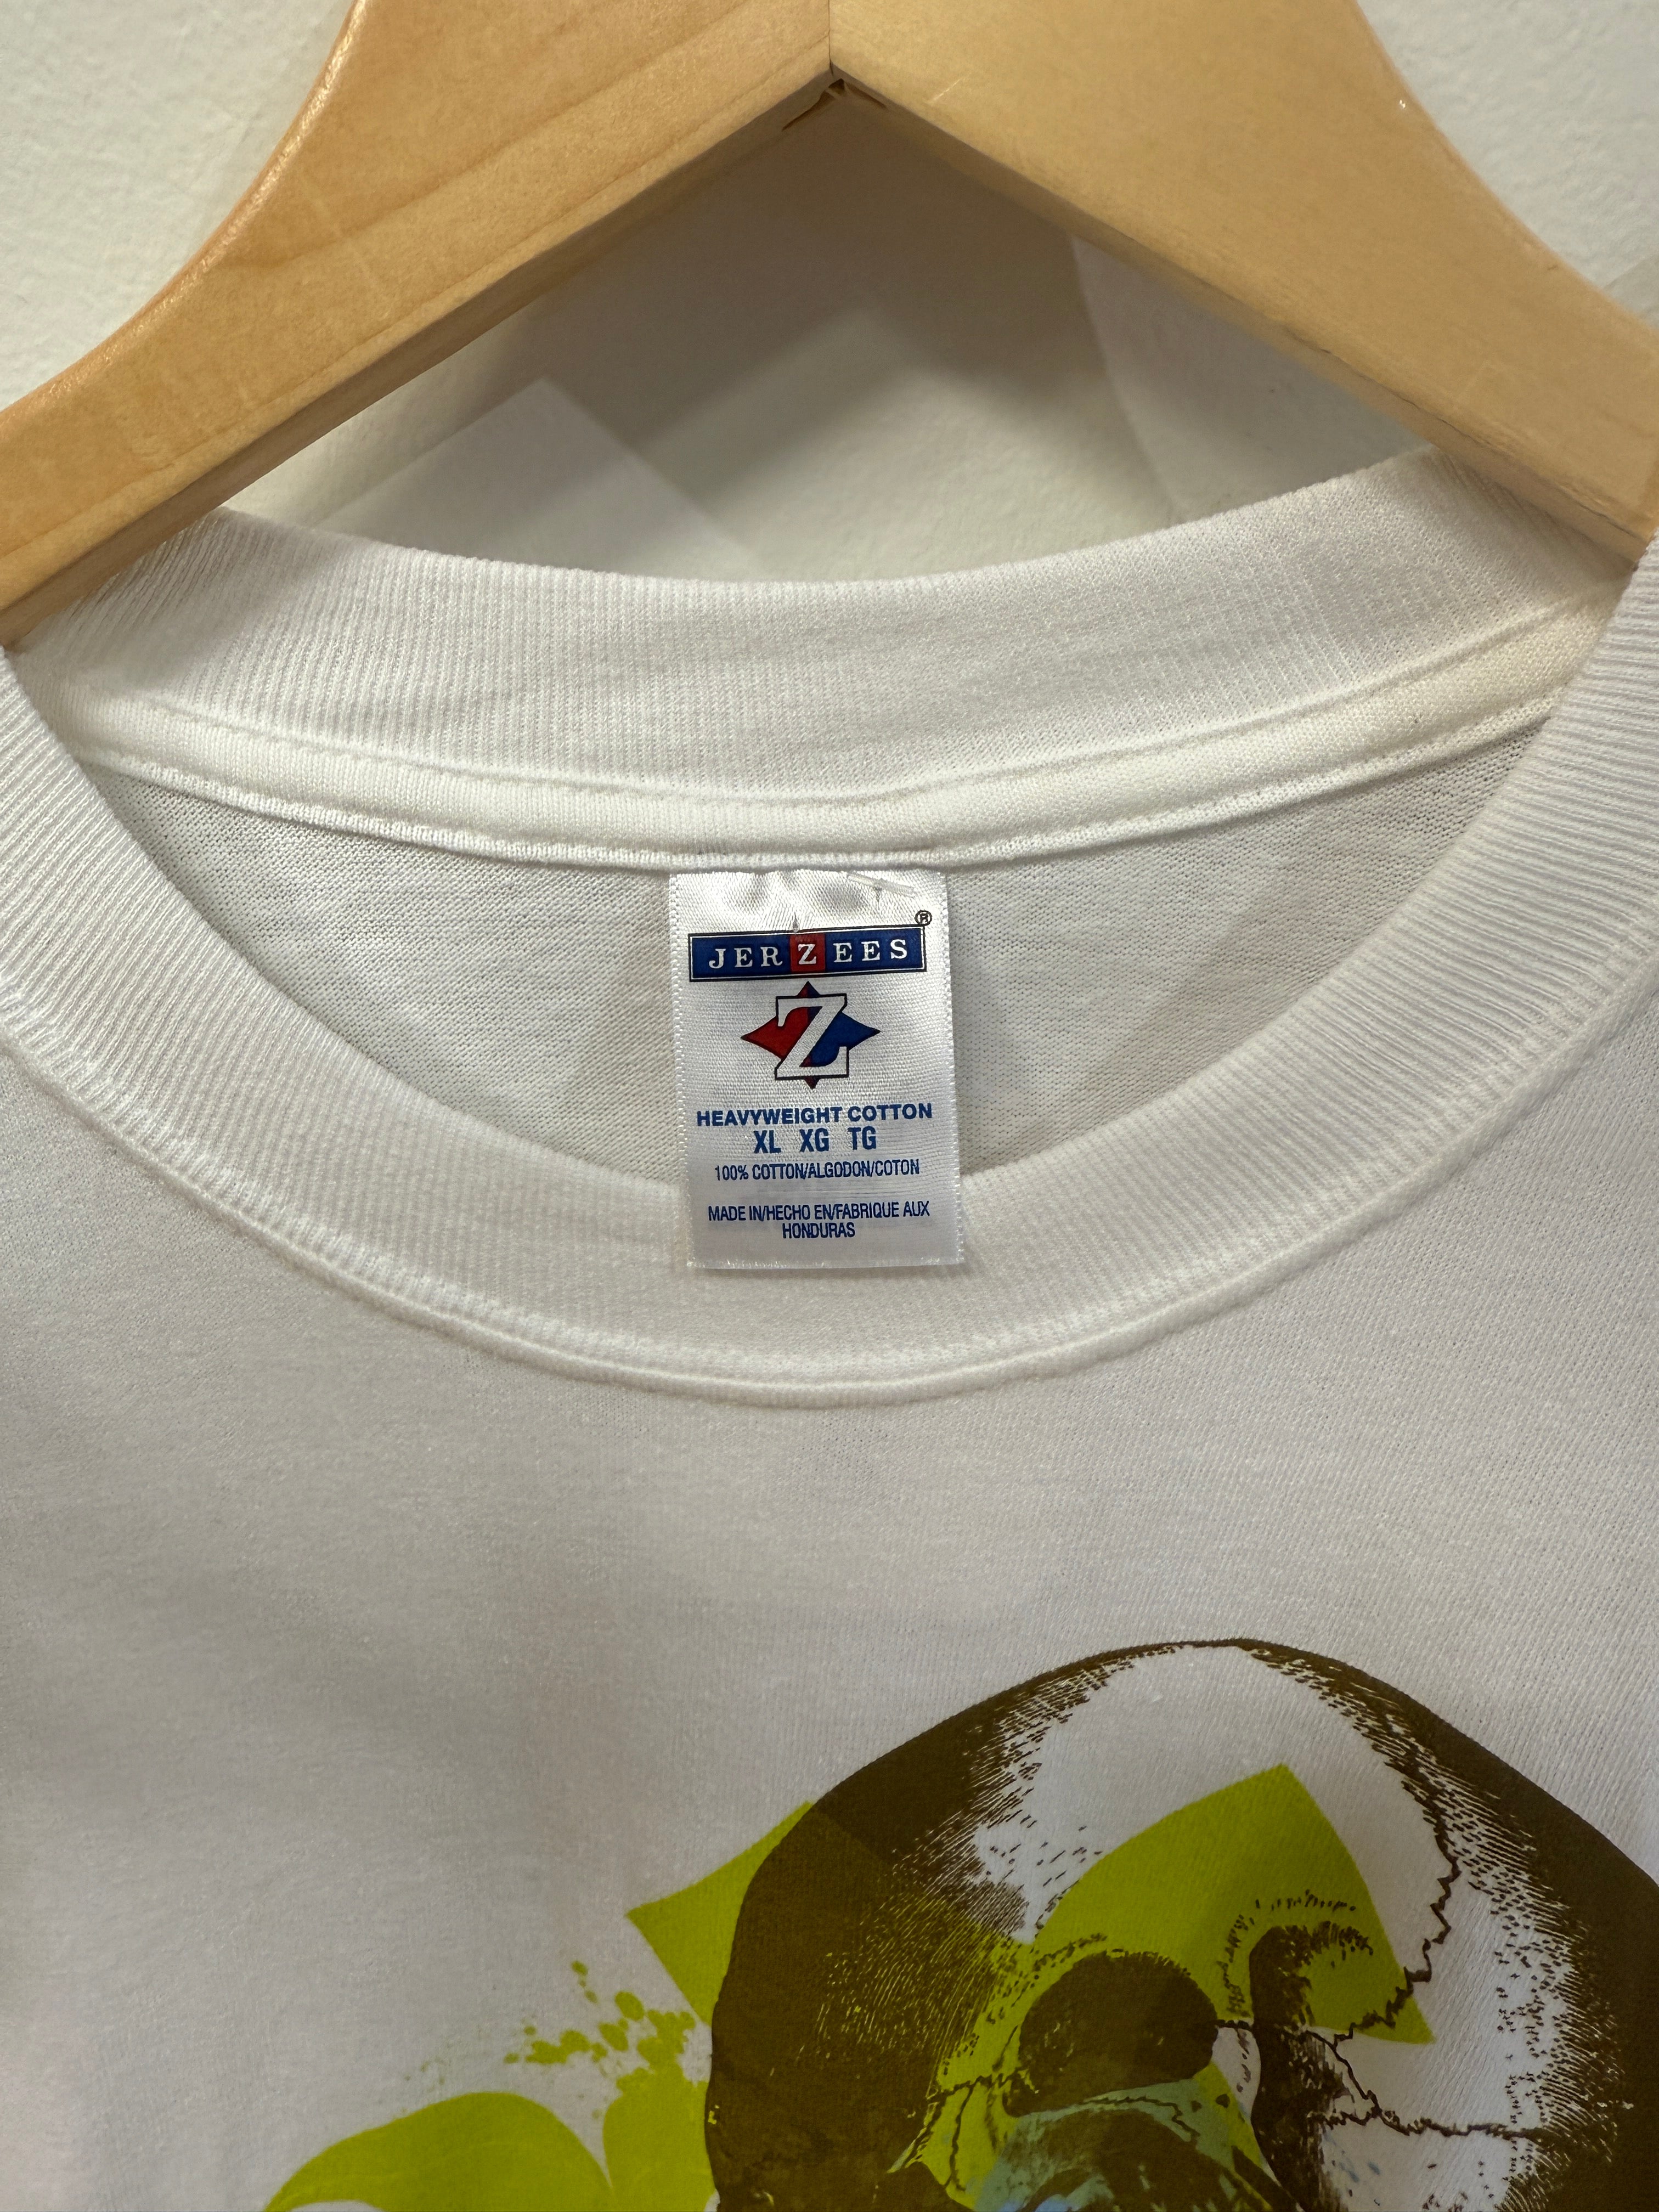 ®
JERZEES
Z
HEAVYWEIGHT COTTON
XL XG TG
100% COTTON/ALGODON/COTON
MADE IN/HECHO EN/FABRIQUE AUX
HONDURAS